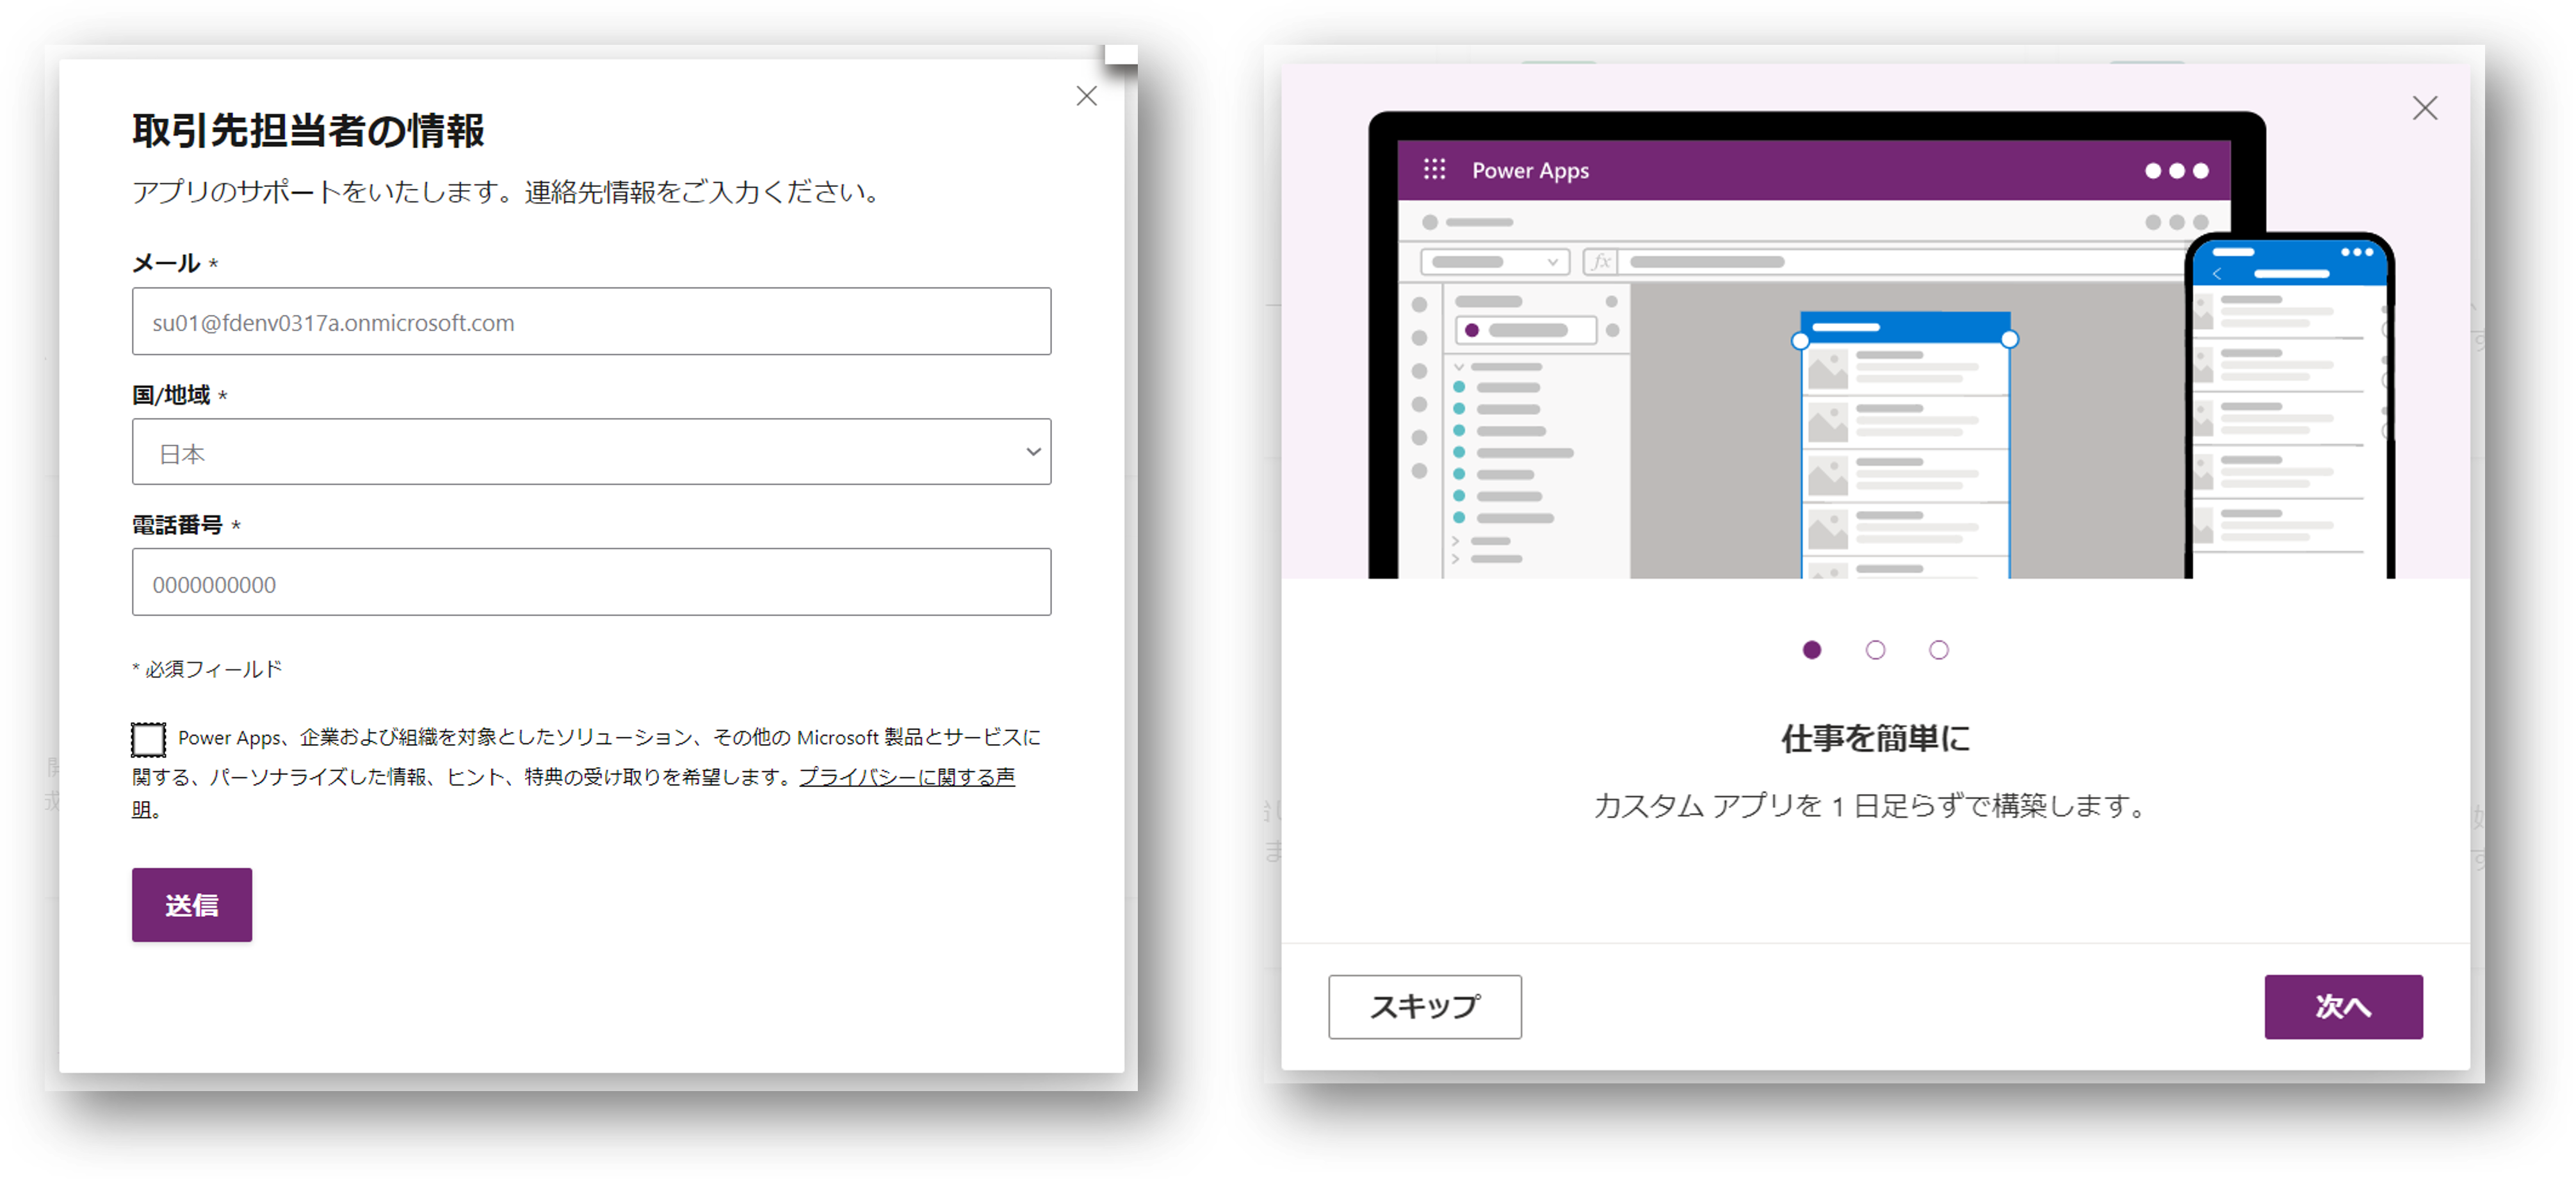 取引先担当者の情報
アプリのサポートをいたします。連絡先情報をご入力ください。
メール *
su01@fdenv0317a.onmicrosoft.com
国/地域 *
日本
電話番号 *
0000000000
* 必須フィールド
Power Apps、企業および組織を対象としたソリューション、その他の Microsoft 製品とサービスに
関する、パーソナライズした情報、ヒント、特典の受け取りを希望します。プライバシーに関する声
明。
送信
Power Apps
fx
仕事を簡単に
カスタム アプリを 1 日足らずで構築します。
スキップ
次へ